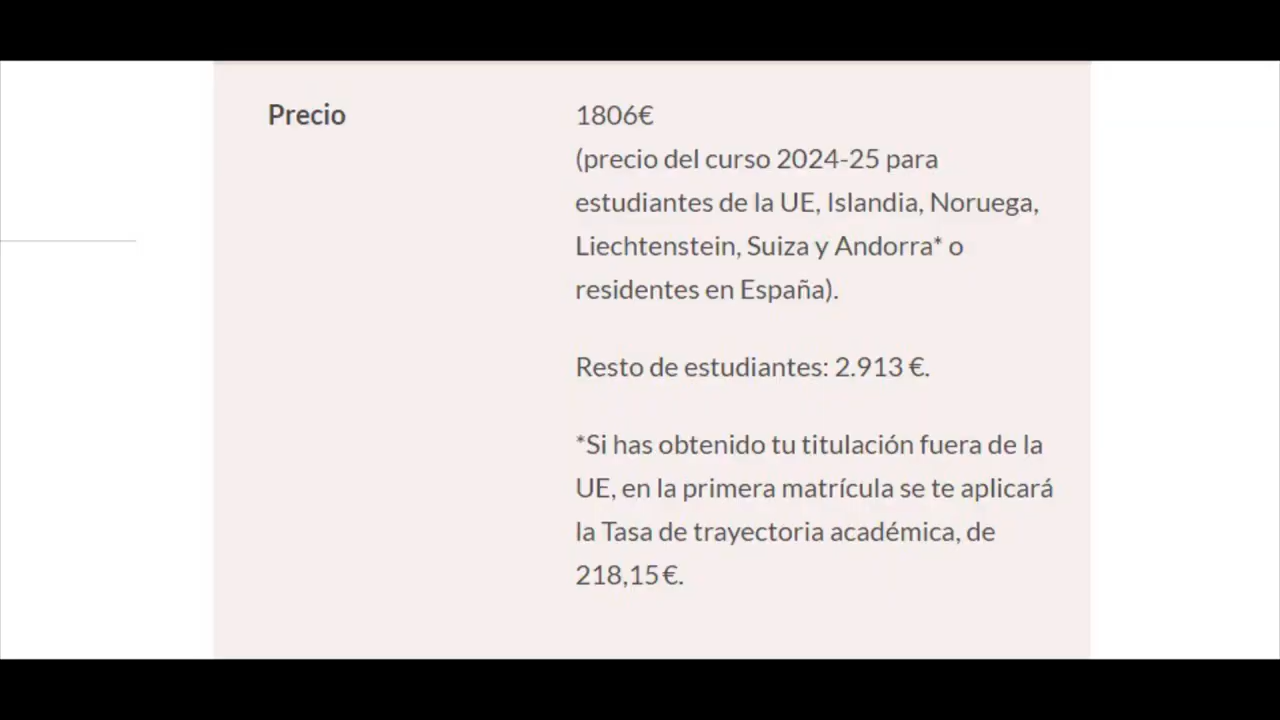 Precio
1806€
(precio del curso 2024-25 para
estudiantes de la UE, Islandia, Noruega,
Liechtenstein, Suiza y Andorra* o
residentes en España).
Resto de estudiantes: 2.913 €.
*Si has obtenido tu titulación fuera de la
UE, en la primera matrícula se te aplicará
la Tasa de trayectoria académica, de
218,15 €.